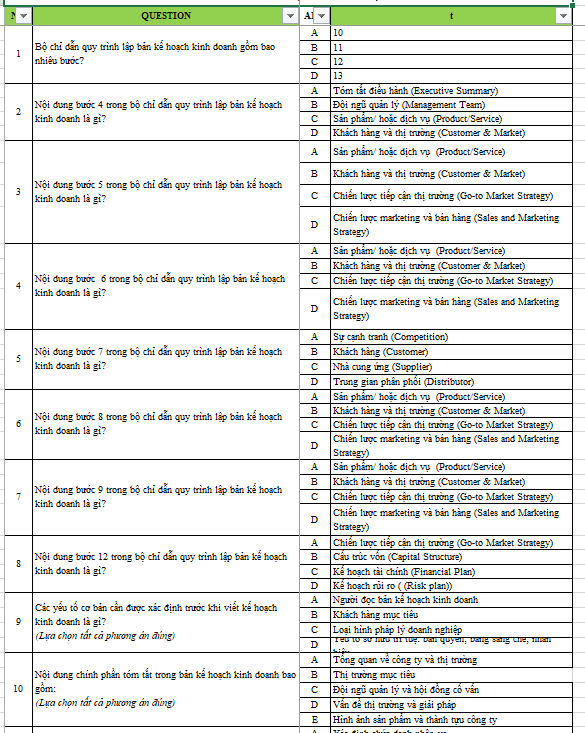 QUESTION t
1
Bộ chỉ dẫn quy trình lập bản kế hoạch kinh doanh gồm bao
nhiêu bước?
A 10
B 11
C 12
D 13
2
Nội dung bước 4 trong bộ chỉ dẫn quy trình lập bản kế hoạch
kinh doanh là gì?
A Tóm tắt điều hành (Executive Summary)
B Đội ngũ quản lý (Management Team)
C Sản phẩm/ hoặc dịch vụ (Product/Service)
D Khách hàng và thị trường (Customer & Market)
3
Nội dung bước 5 trong bộ chỉ dẫn quy trình lập bản kế hoạch
kinh doanh là gì?
A Sản phẩm/ hoặc dịch vụ (Product/Service)
B Khách hàng và thị trường (Customer & Market)
C Chiến lược tiếp cận thị trường (Go-to Market Strategy)
D Chiến lược marketing và bán hàng (Sales and Marketing
Strategy)
4
Nội dung bước 6 trong bộ chỉ dẫn quy trình lập bản kế hoạch
kinh doanh là gì?
A Sản phẩm/ hoặc dịch vụ (Product/Service)
B Khách hàng và thị trường (Customer & Market)
C Chiến lược tiếp cận thị trường (Go-to Market Strategy)
D Chiến lược marketing và bán hàng (Sales and Marketing
Strategy)
5
Nội dung bước 7 trong bộ chỉ dẫn quy trình lập bản kế hoạch
kinh doanh là gì?
A Sự cạnh tranh (Competition)
B Khách hàng (Customer)
C Nhà cung ứng (Supplier)
D Trung gian phân phối (Distributor)
6
Nội dung bước 8 trong bộ chỉ dẫn quy trình lập bản kế hoạch
kinh doanh là gì?
A Sản phẩm/ hoặc dịch vụ (Product/Service)
B Khách hàng và thị trường (Customer & Market)
C Chiến lược tiếp cận thị trường (Go-to Market Strategy)
D Chiến lược marketing và bán hàng (Sales and Marketing
Strategy)
7
Nội dung bước 9 trong bộ chỉ dẫn quy trình lập bản kế hoạch
kinh doanh là gì?
A Sản phẩm/ hoặc dịch vụ (Product/Service)
B Khách hàng và thị trường (Customer & Market)
C Chiến lược tiếp cận thị trường (Go-to Market Strategy)
D Chiến lược marketing và bán hàng (Sales and Marketing
Strategy)
8
Nội dung bước 12 trong bộ chỉ dẫn quy trình lập bản kế hoạch
kinh doanh là gì?
A Chiến lược tiếp cận thị trường (Go-to Market Strategy)
B Cấu trúc vốn (Capital Structure)
C Kế hoạch tài chính (Financial Plan)
D Kế hoạch rủi ro ( (Risk plan))
9
Các yếu tố cơ bản cần được xác định trước khi viết kế hoạch
kinh doanh là gì?
(Lựa chọn tất cả phương án đúng)
A Người đọc bản kế hoạch kinh doanh
B Khách hàng mục tiêu
C Loại hình pháp lý doanh nghiệp
D
10
Nội dung chính phần tóm tắt trong bản kế hoạch kinh doanh bao
gồm:
(Lựa chọn tất cả phương án đúng)
A Tổng quan về công ty và thị trường
B Thị trường mục tiêu
C Đội ngũ quản lý và hội đồng cố vấn
D Vấn đề thị trường và giải pháp
E Hình ảnh sản phẩm và thành tựu công ty